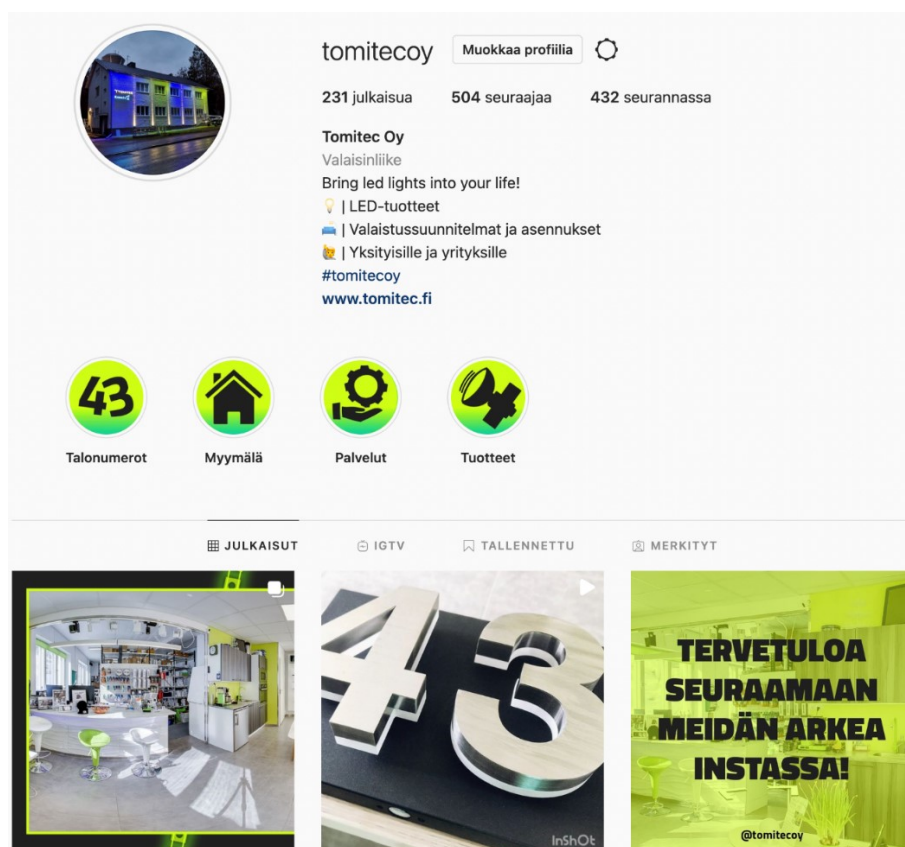 tomitecoy Muokkaa profiilia
231 julkaisua 504 seuraajaa 432 seurannassa
Tomitec Oy
Valaisinliike
Bring led lights into your life!
| LED-tuotteet
| Valaistussuunnitelmat ja asennukset
| Yksityisille ja yrityksille
#tomitecoy
www.tomitec.fi
43
Talonumerot Myymälä Palvelut Tuotteet
JULKAISUT IGTV TALLENNETTU MERKITYT
43
InShOt
TERVETULOA
SEURAAMAAN
MEIDÄN ARKEA
INSTASSA!
@tomitecoy